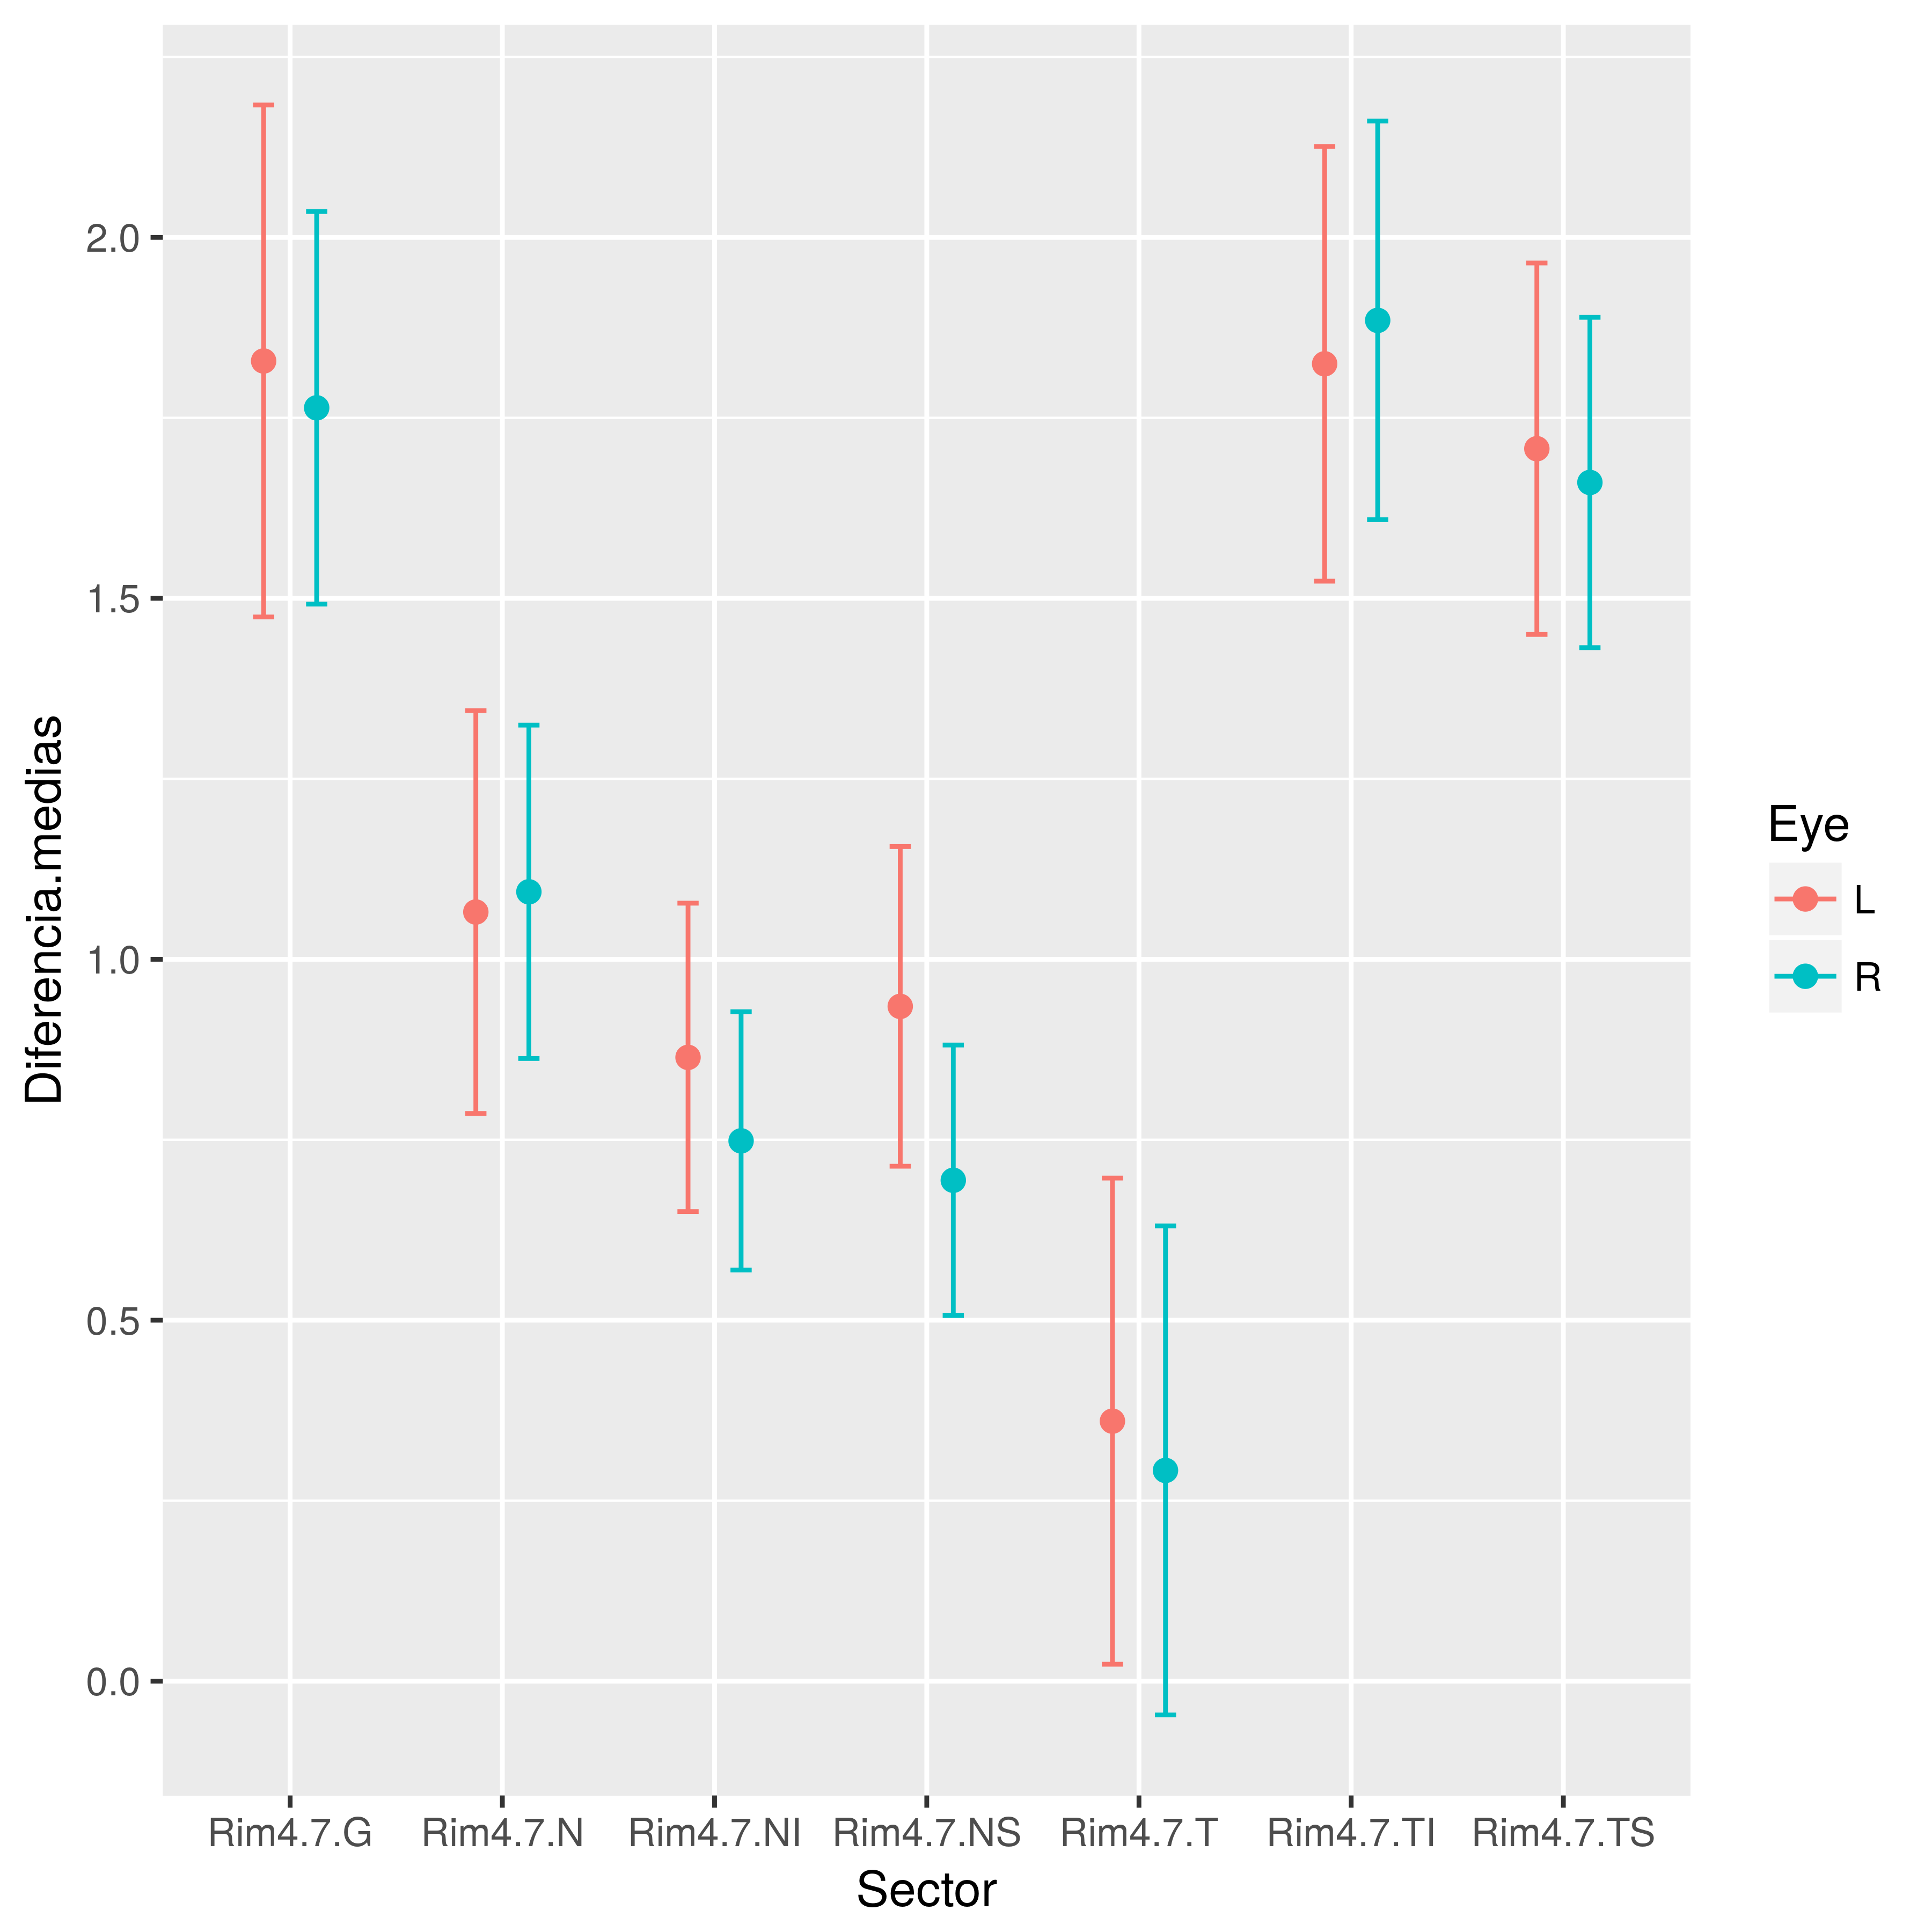 Diferencia.medias
2.0
1.5
1.0
0.5
0.0
Rim4.7.G Rim4.7.N Rim4.7.NI Rim4.7.NS Rim4.7.T Rim4.7.TI Rim4.7.TS
Sector
Eye
L
R